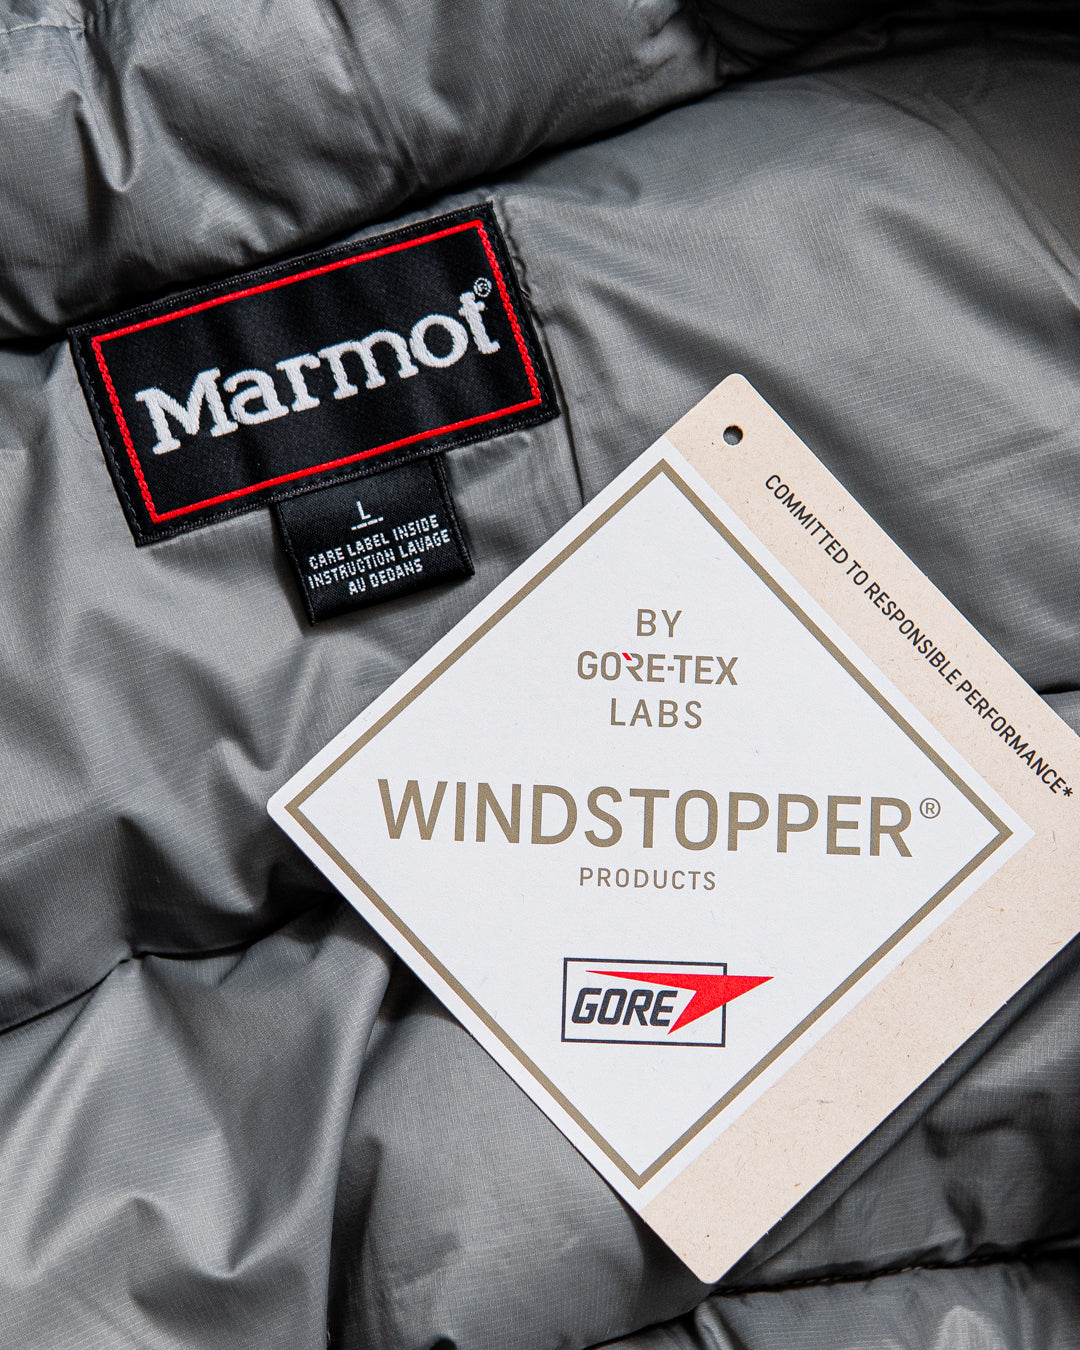 Marmot®
L
CARE LABEL INSIDE
INSTRUCTION LAVAGE
AU DEDANS
COMMITTED TO RESPONSIBLE PERFORMANCE*
BY
GORE-TEX
LABS
WINDSTOPPER®
PRODUCTS
GORE